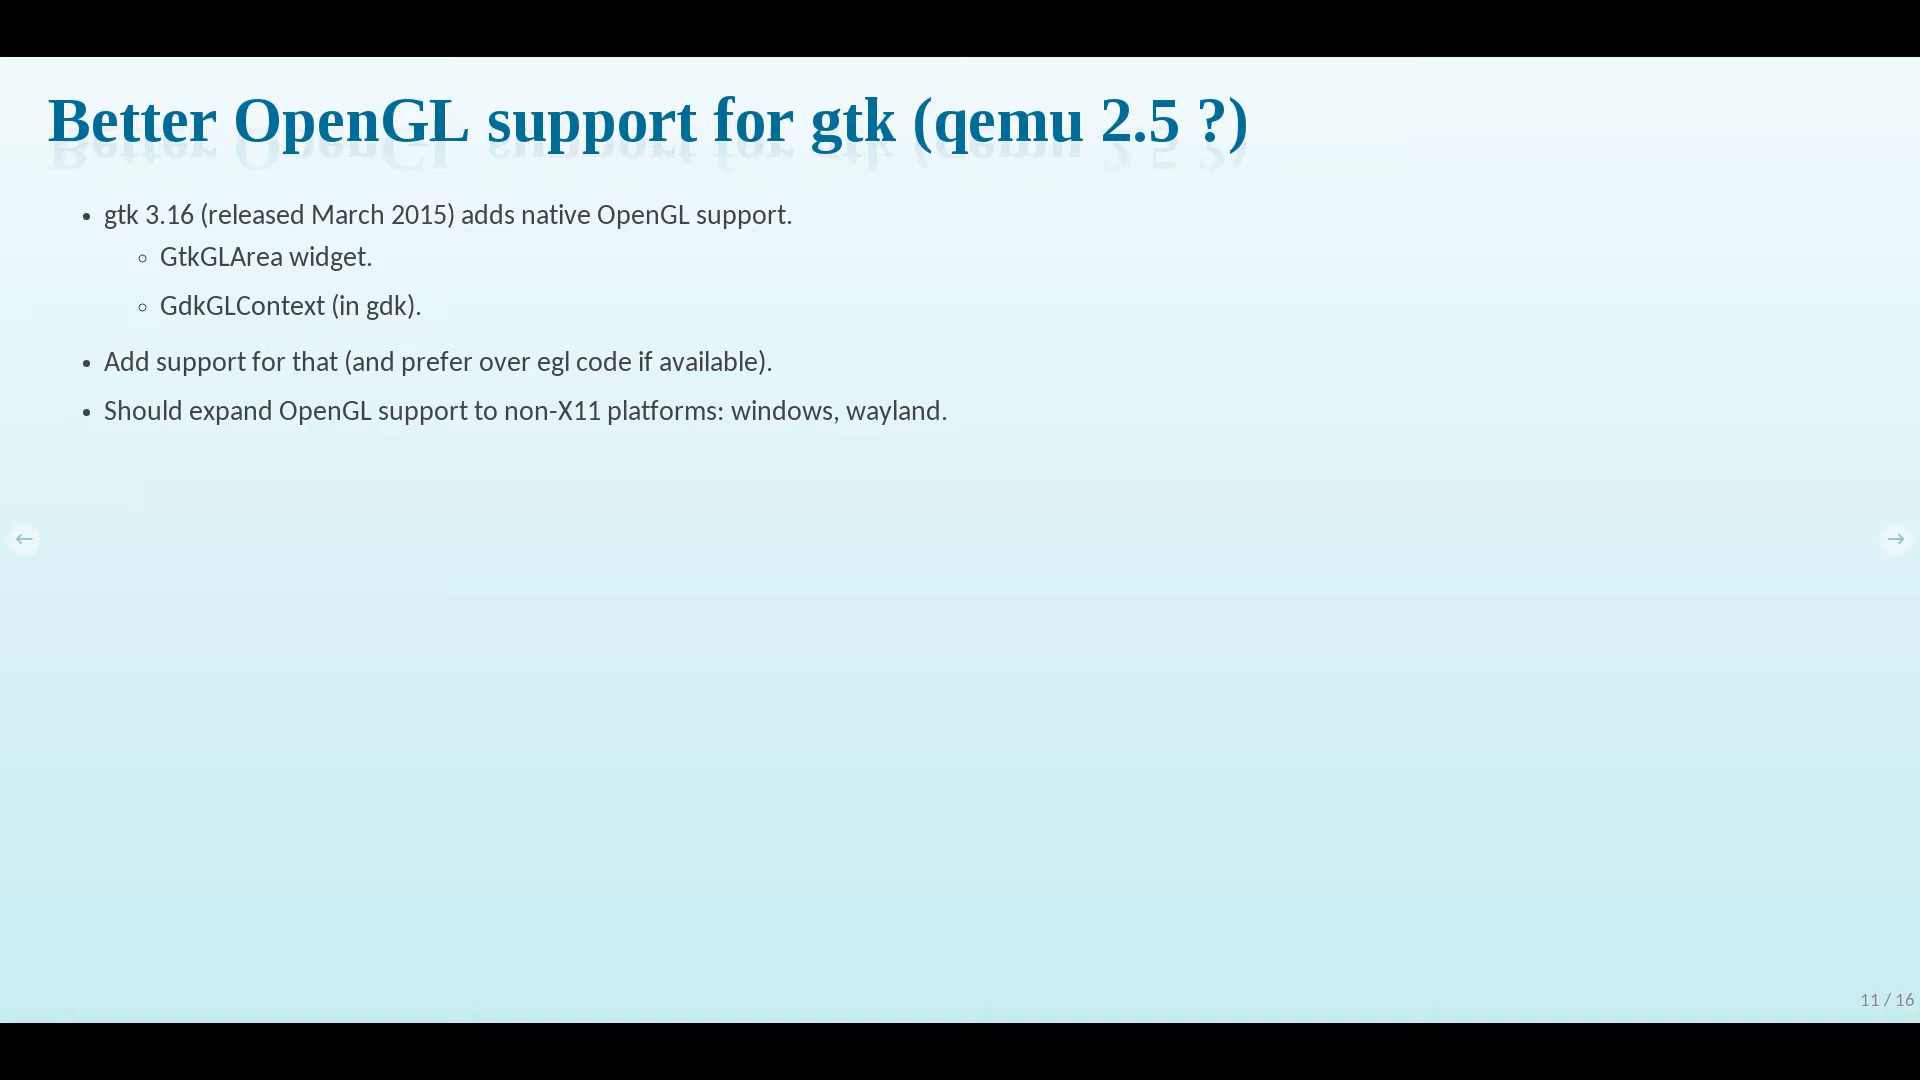 Better OpenGL support for gtk (qemu 2.5 ?)
• gtk 3.16 (released March 2015) adds native OpenGL support.
◦ GtkGLArea widget.
◦ GdkGLContext (in gdk).
• Add support for that (and prefer over egl code if available).
• Should expand OpenGL support to non-X11 platforms: windows, wayland.
← →
11 / 16